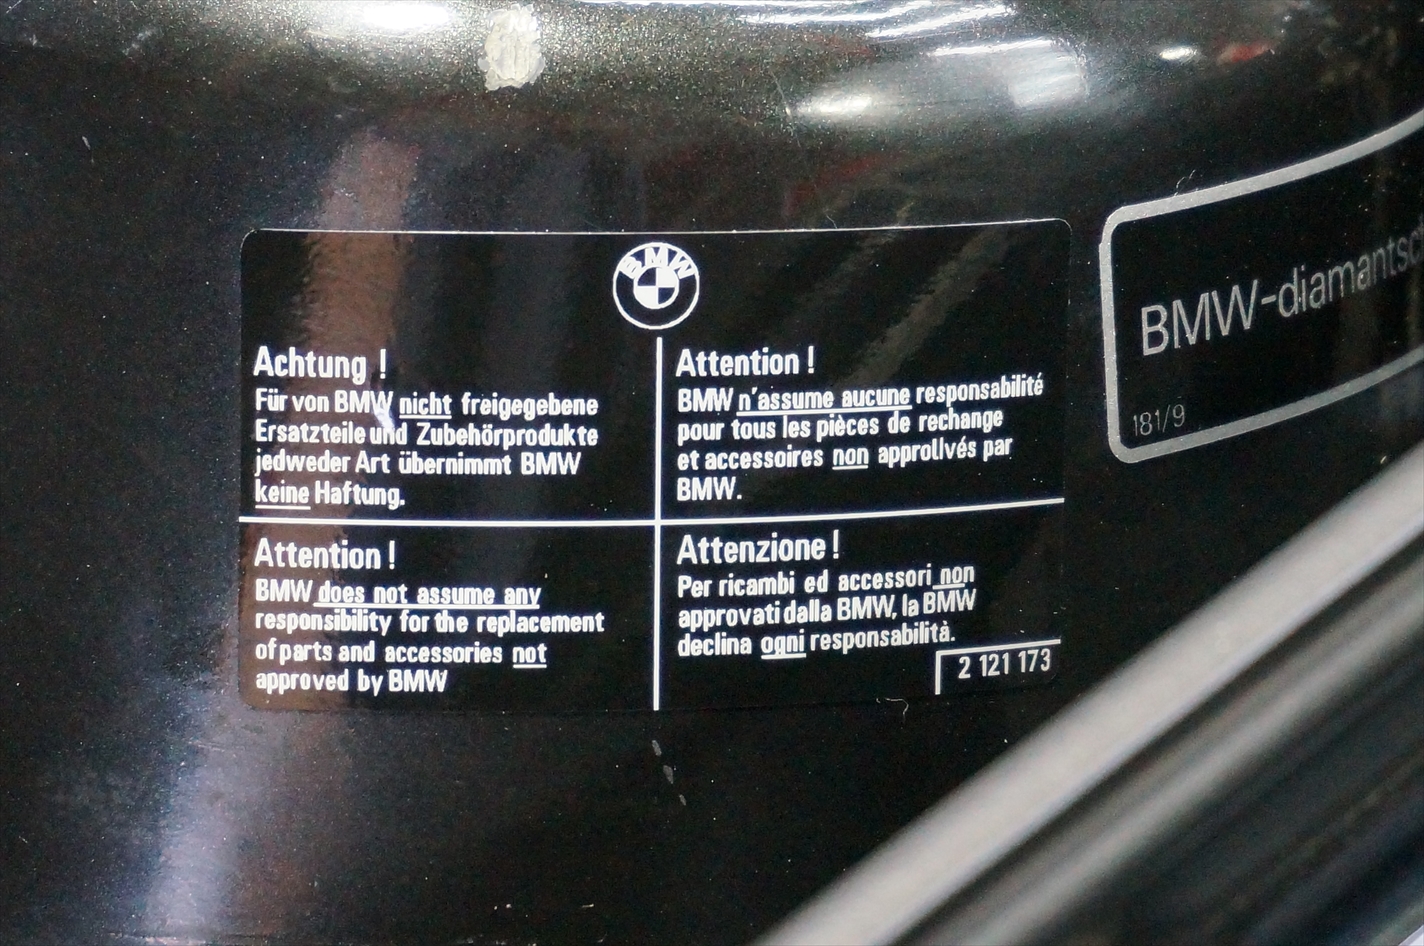 BMW
Achtung !
Für von BMW nicht freigegebene
Ersatzteile und Zubehörprodukte
jedweder Art übernimmt BMW
keine Haftung.
Attention !
BMW n'assume aucune responsabilité
pour tous les pièces de rechange
et accessoires non approllvés par
BMW.
Attention !
BMW does not assume any
responsibility for the replacement
of parts and accessories not
approved by BMW
Attenzione !
Per ricambi ed accessori non
approvati dalla BMW, la BMW
declina ogni responsabilità.
2 121 173
BMW-diamantsc
181/9